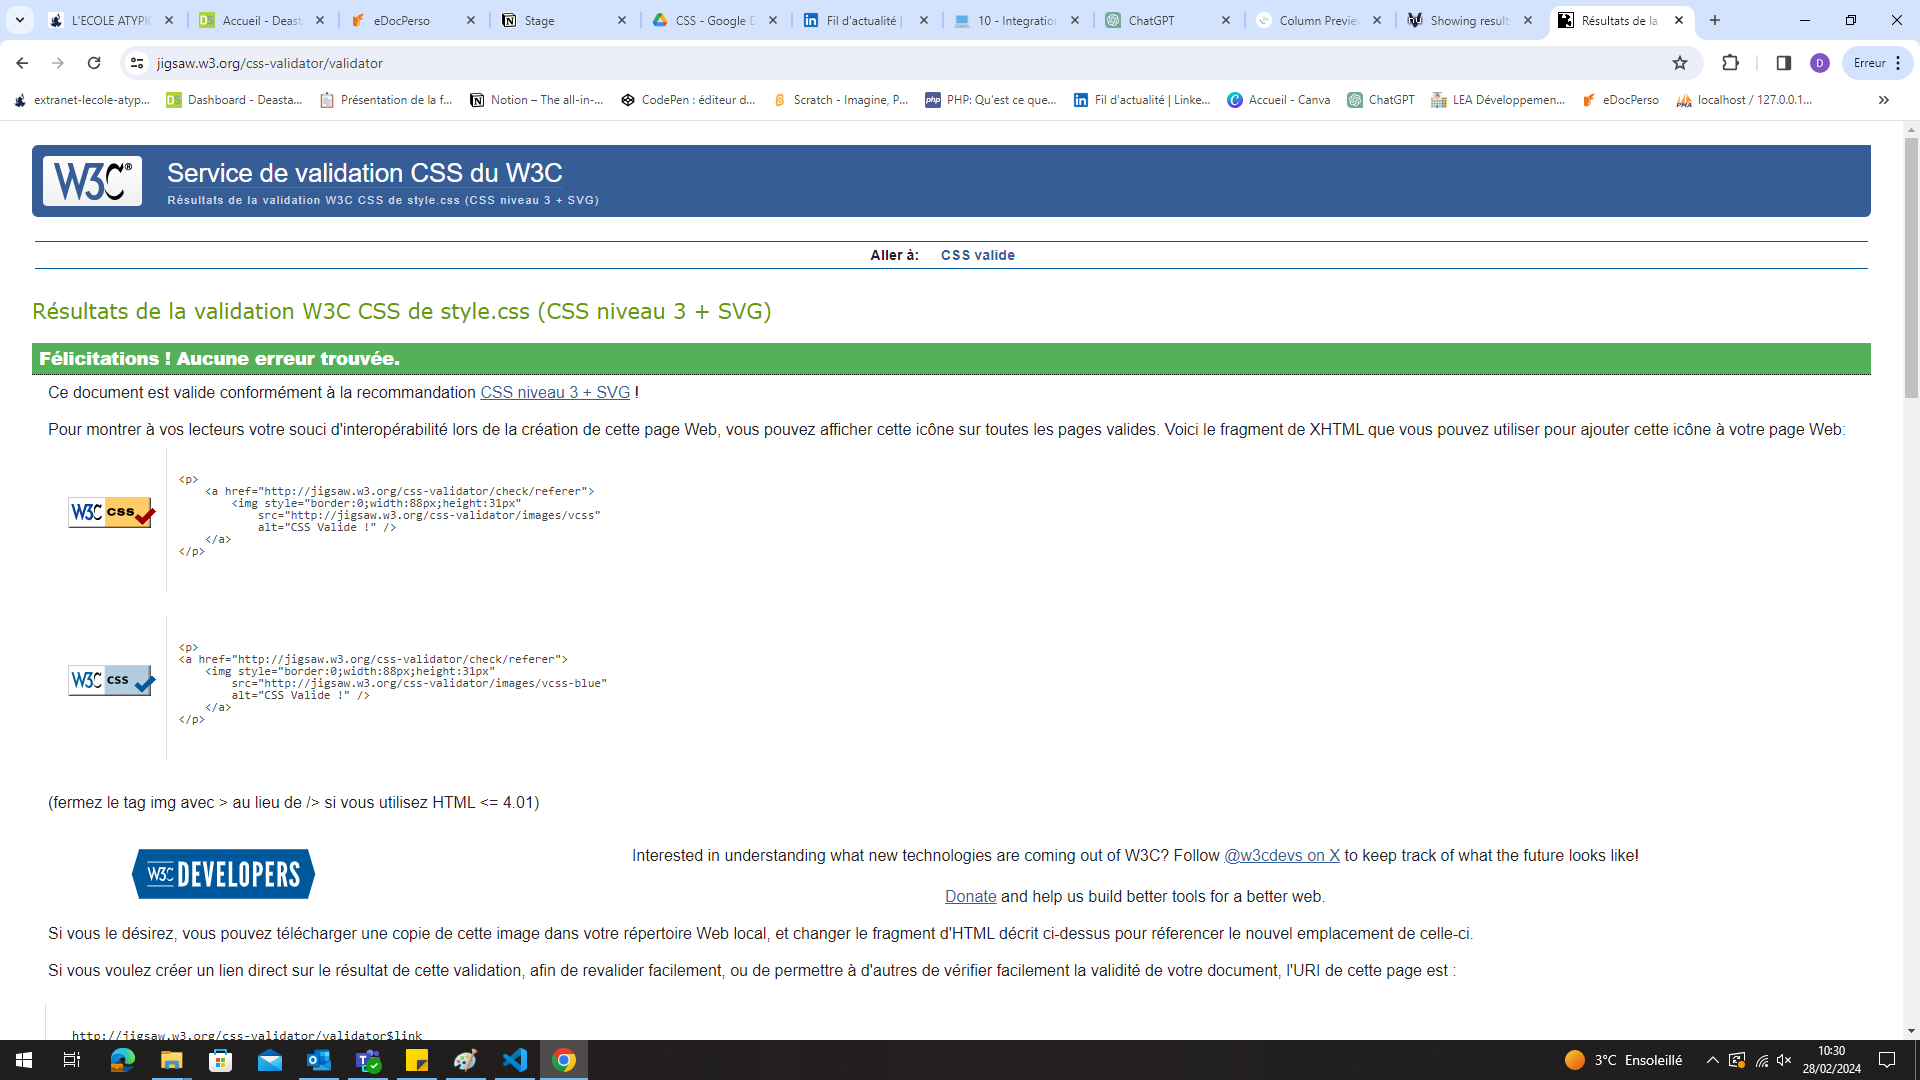 L'ECOLE ATYPIC
Accueil - Deast
eDocPerso
Stage
CSS - Google D
Fil d'actualité |
10 - Integration
ChatGPT
Column Preview
Showing result
Résultats de la
jigsaw.w3.org/css-validator/validator
D
Erreur
extranet-lecole-atyp...
Dashboard - Deasta...
Présentation de la f...
Notion – The all-in-...
CodePen : éditeur d...
Scratch - Imagine, P...
PHP: Qu'est ce que...
Fil d'actualité | Linke...
Accueil - Canva
ChatGPT
LEA Développemen...
eDocPerso
localhost / 127.0.0.1...
W3C®
Service de validation CSS du W3C
Résultats de la validation W3C CSS de style.css (CSS niveau 3 + SVG)
Aller à: CSS valide
Résultats de la validation W3C CSS de style.css (CSS niveau 3 + SVG)
Félicitations ! Aucune erreur trouvée.
Ce document est valide conformément à la recommandation CSS niveau 3 + SVG !
Pour montrer à vos lecteurs votre souci d'interopérabilité lors de la création de cette page Web, vous pouvez afficher cette icône sur toutes les pages valides. Voici le fragment de XHTML que vous pouvez utiliser pour ajouter cette icône à votre page Web:
W3C css
<p>
<a href="http://jigsaw.w3.org/css-validator/check/referer">
<img style="border:0;width:88px;height:31px"
src="http://jigsaw.w3.org/css-validator/images/vcss"
alt="CSS Valide !" />
</a>
</p>
W3C css
<p>
<a href="http://jigsaw.w3.org/css-validator/check/referer">
<img style="border:0;width:88px;height:31px"
src="http://jigsaw.w3.org/css-validator/images/vcss-blue"
alt="CSS Valide !" />
</a>
</p>
(fermez le tag img avec > au lieu de /> si vous utilisez HTML <= 4.01)
W3C DEVELOPERS
Interested in understanding what new technologies are coming out of W3C? Follow @w3cdevs on X to keep track of what the future looks like!
Donate and help us build better tools for a better web.
Si vous le désirez, vous pouvez télécharger une copie de cette image dans votre répertoire Web local, et changer le fragment d'HTML décrit ci-dessus pour réferencer le nouvel emplacement de celle-ci.
Si vous voulez créer un lien direct sur le résultat de cette validation, afin de revalider facilement, ou de permettre à d'autres de vérifier facilement la validité de votre document, l'URI de cette page est :
http://jigsaw.w3.org/css-validator/validator$link
3°C Ensoleillé
10:30
28/02/2024